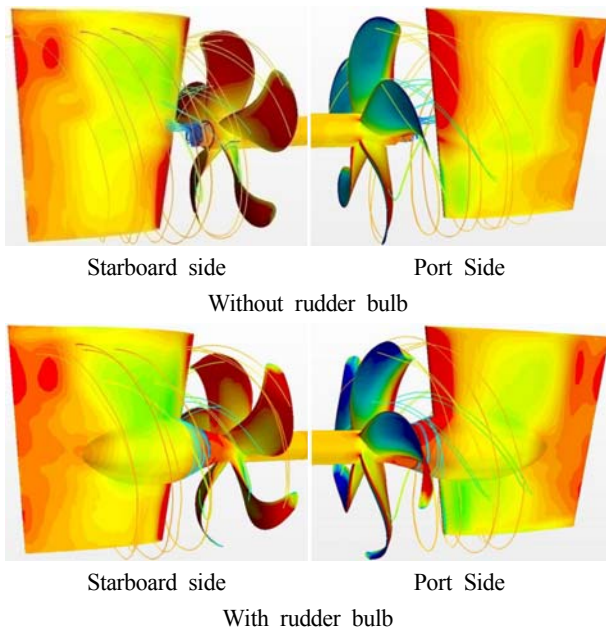 Starboard side Port Side
Without rudder bulb
Starboard side Port Side
With rudder bulb